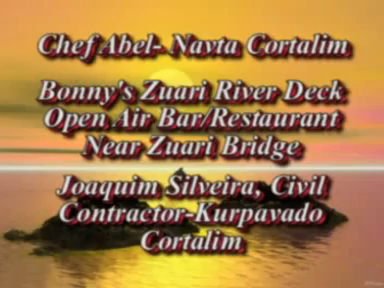 Chef Abel- Navta Cortalim
Bonny's Zuari River Deck
Open Air Bar/Restaurant
Near Zuari Bridge
Joaquim Silveira, Civil
Contractor-Kurpavado
Cortalim